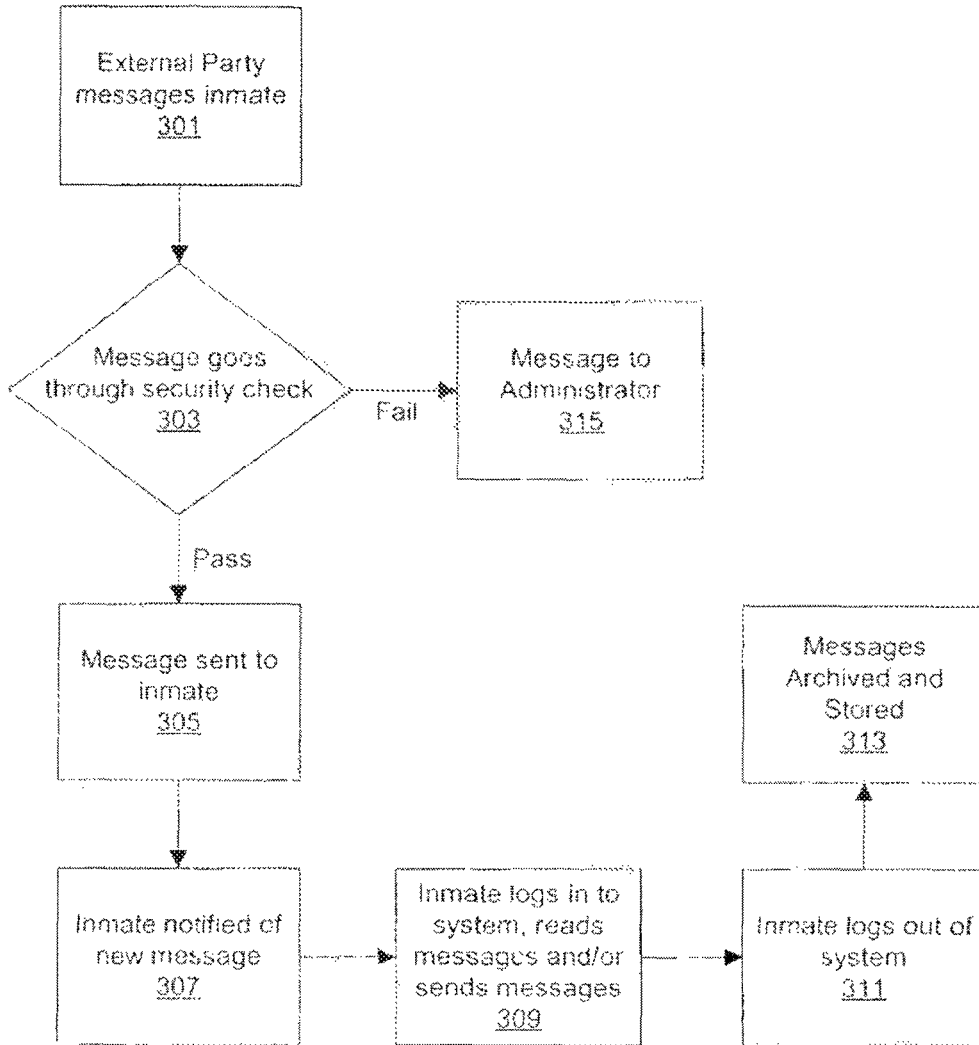 External Party
messages inmate
301
Message goes
through security check
303
Fail
Message to
Administrator
315
Pass
Message sent to
inmate
305
Messages
Archived and
Stored
313
Inmate notified of
new message
307
Inmate logs in to
system, reads
messages and/or
sends messages
309
Inmate logs out of
system
311